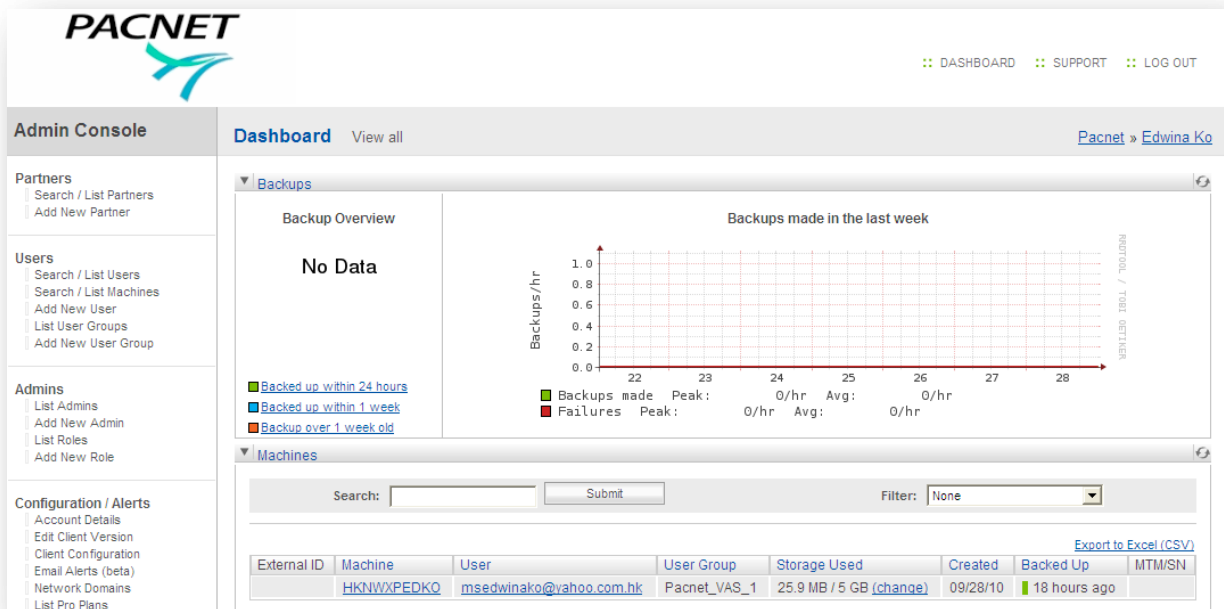 PACNET
:: DASHBOARD :: SUPPORT :: LOG OUT
Admin Console
Dashboard View all
Pacnet » Edwina Ko
Partners
Search / List Partners
Add New Partner
Users
Search / List Users
Search / List Machines
Add New User
List User Groups
Add New User Group
Admins
List Admins
Add New Admin
List Roles
Add New Role
Configuration / Alerts
Account Details
Edit Client Version
Client Configuration
Email Alerts (beta)
Network Domains
List Pro Plans
Backups
Backup Overview
No Data
Backed up within 24 hours
Backed up within 1 week
Backup over 1 week old
Backups made in the last week
Backups/hr
1.0
0.8
0.6
0.4
0.2
0.0
22 23 24 25 26 27 28
Backups made Peak: 0/hr Avg: 0/hr
Failures Peak: 0/hr Avg: 0/hr
RRDTOOL / TOBI OETIKER
Machines
Search: Submit Filter: None
Export to Excel (CSV)
External ID Machine User User Group Storage Used Created Backed Up MTM/SN
HKNWXPEDKO msedwinako@yahoo.com.hk Pacnet_VAS_1 25.9 MB / 5 GB (change) 09/28/10 18 hours ago